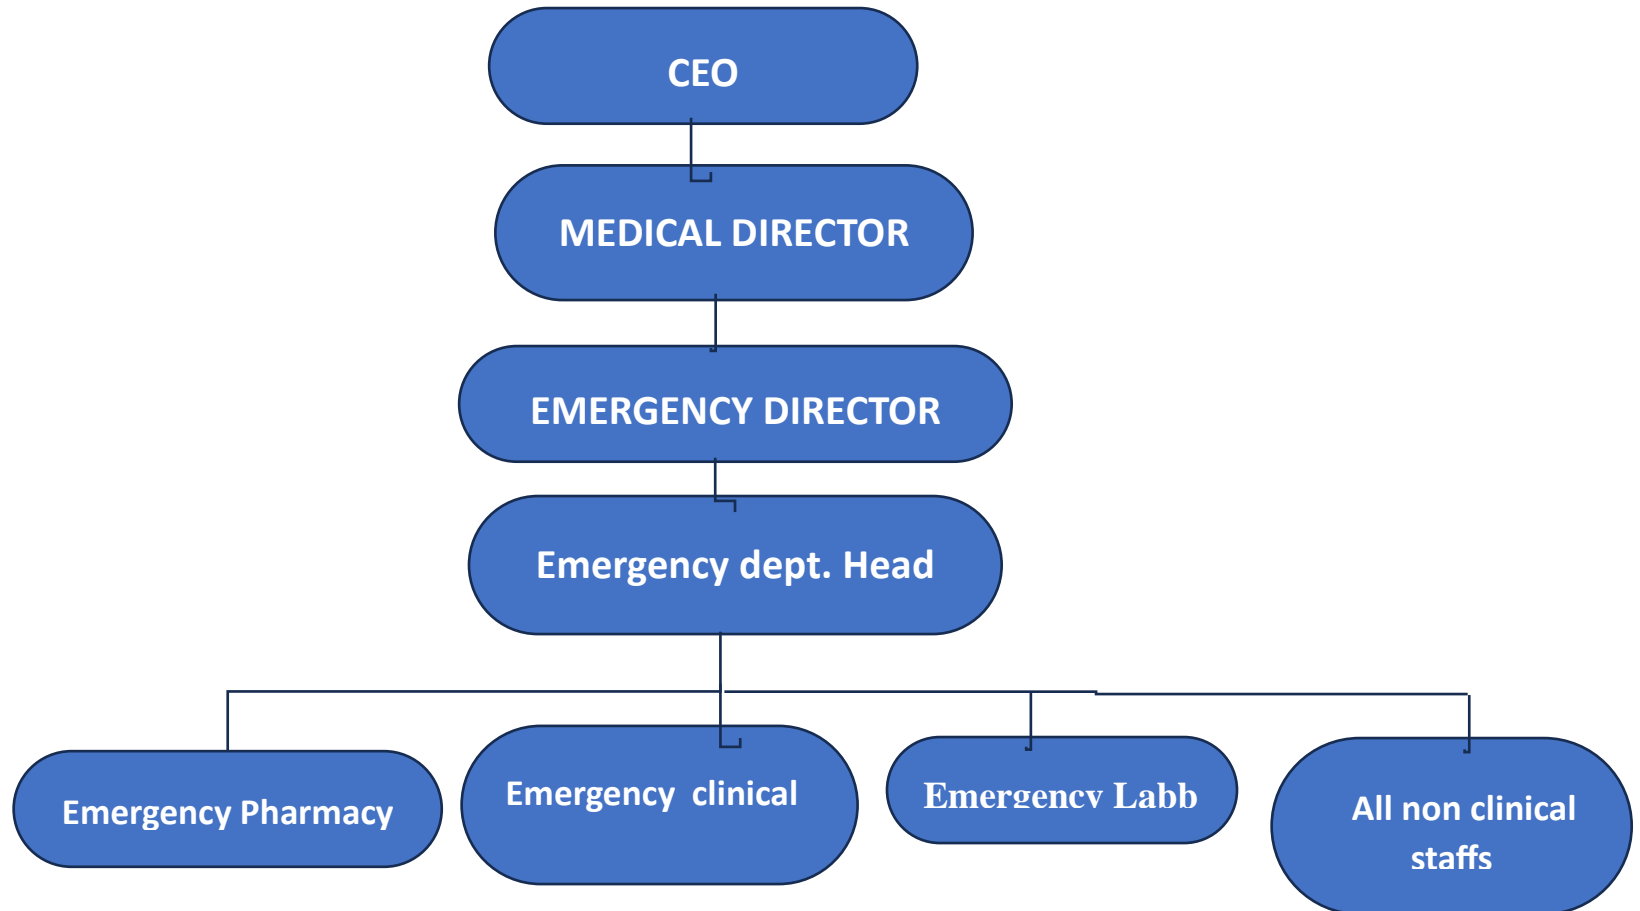 CEO
MEDICAL DIRECTOR
EMERGENCY DIRECTOR
Emergency dept. Head
Emergency Pharmacy
Emergency clinical
Emergency Labb
All non clinical
staffs